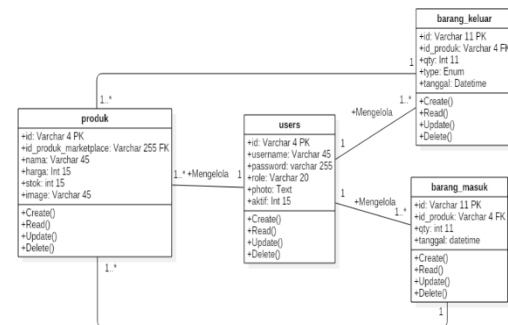 barang_keluar
+id: Varchar 11 PK
+id_produk: Varchar 4 FK
+qty: Int 11
+type: Enum
+tanggal: Datetime
+Create()
+Read()
+Update()
+Delete()
1
1..*
1..*
+Mengelola
1
produk
+id: Varchar 4 PK
+id_produk_marketplace: Varchar 255 FK
+nama: Varchar 45
+harga: Int 15
+stok: int 15
+image: Varchar 45
+Create()
+Read()
+Update()
+Delete()
1..*
+Mengelola
1
users
+id: Varchar 4 PK
+username: Varchar 45
+password: varchar 255
+role: Varchar 20
+photo: Text
+aktif: Int 15
+Create()
+Read()
+Update()
+Delete()
1
+Mengelola
1..*
barang_masuk
+id: Varchar 11 PK
+id_produk: Varchar 4 FK
+qty: int 11
+tanggal: datetime
+Create()
+Read()
+Update()
+Delete()
1..*
1